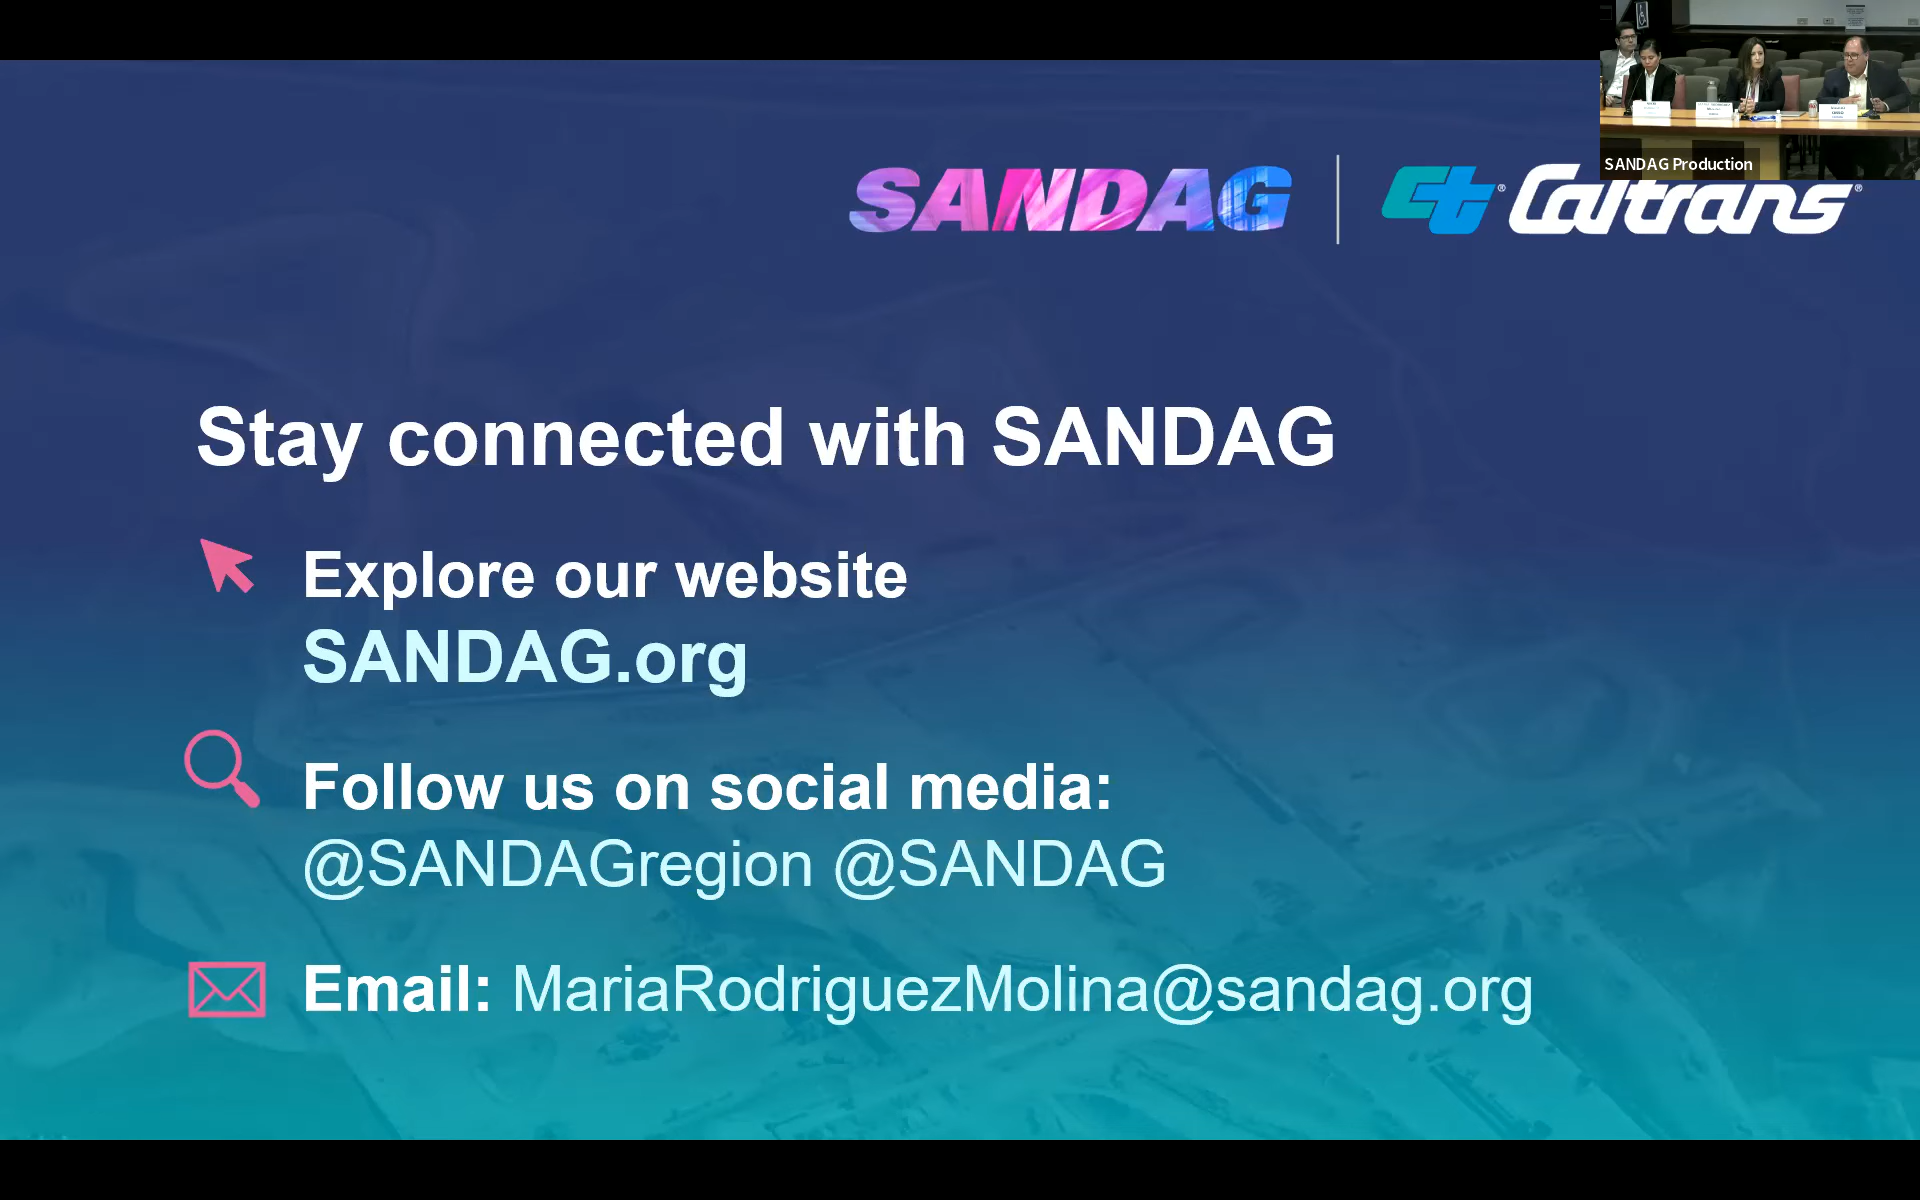 SANDAG Production
SANDAG
Caltrans
Stay connected with SANDAG
Explore our website
SANDAG.org
Follow us on social media:
@SANDAGregion @SANDAG
Email: MariaRodriguezMolina@sandag.org